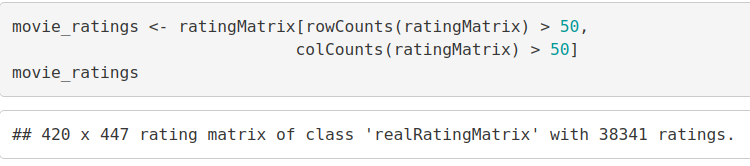 movie_ratings <- ratingMatrix[rowCounts(ratingMatrix) > 50,
                              colCounts(ratingMatrix) > 50]
movie_ratings
## 420 x 447 rating matrix of class 'realRatingMatrix' with 38341 ratings.